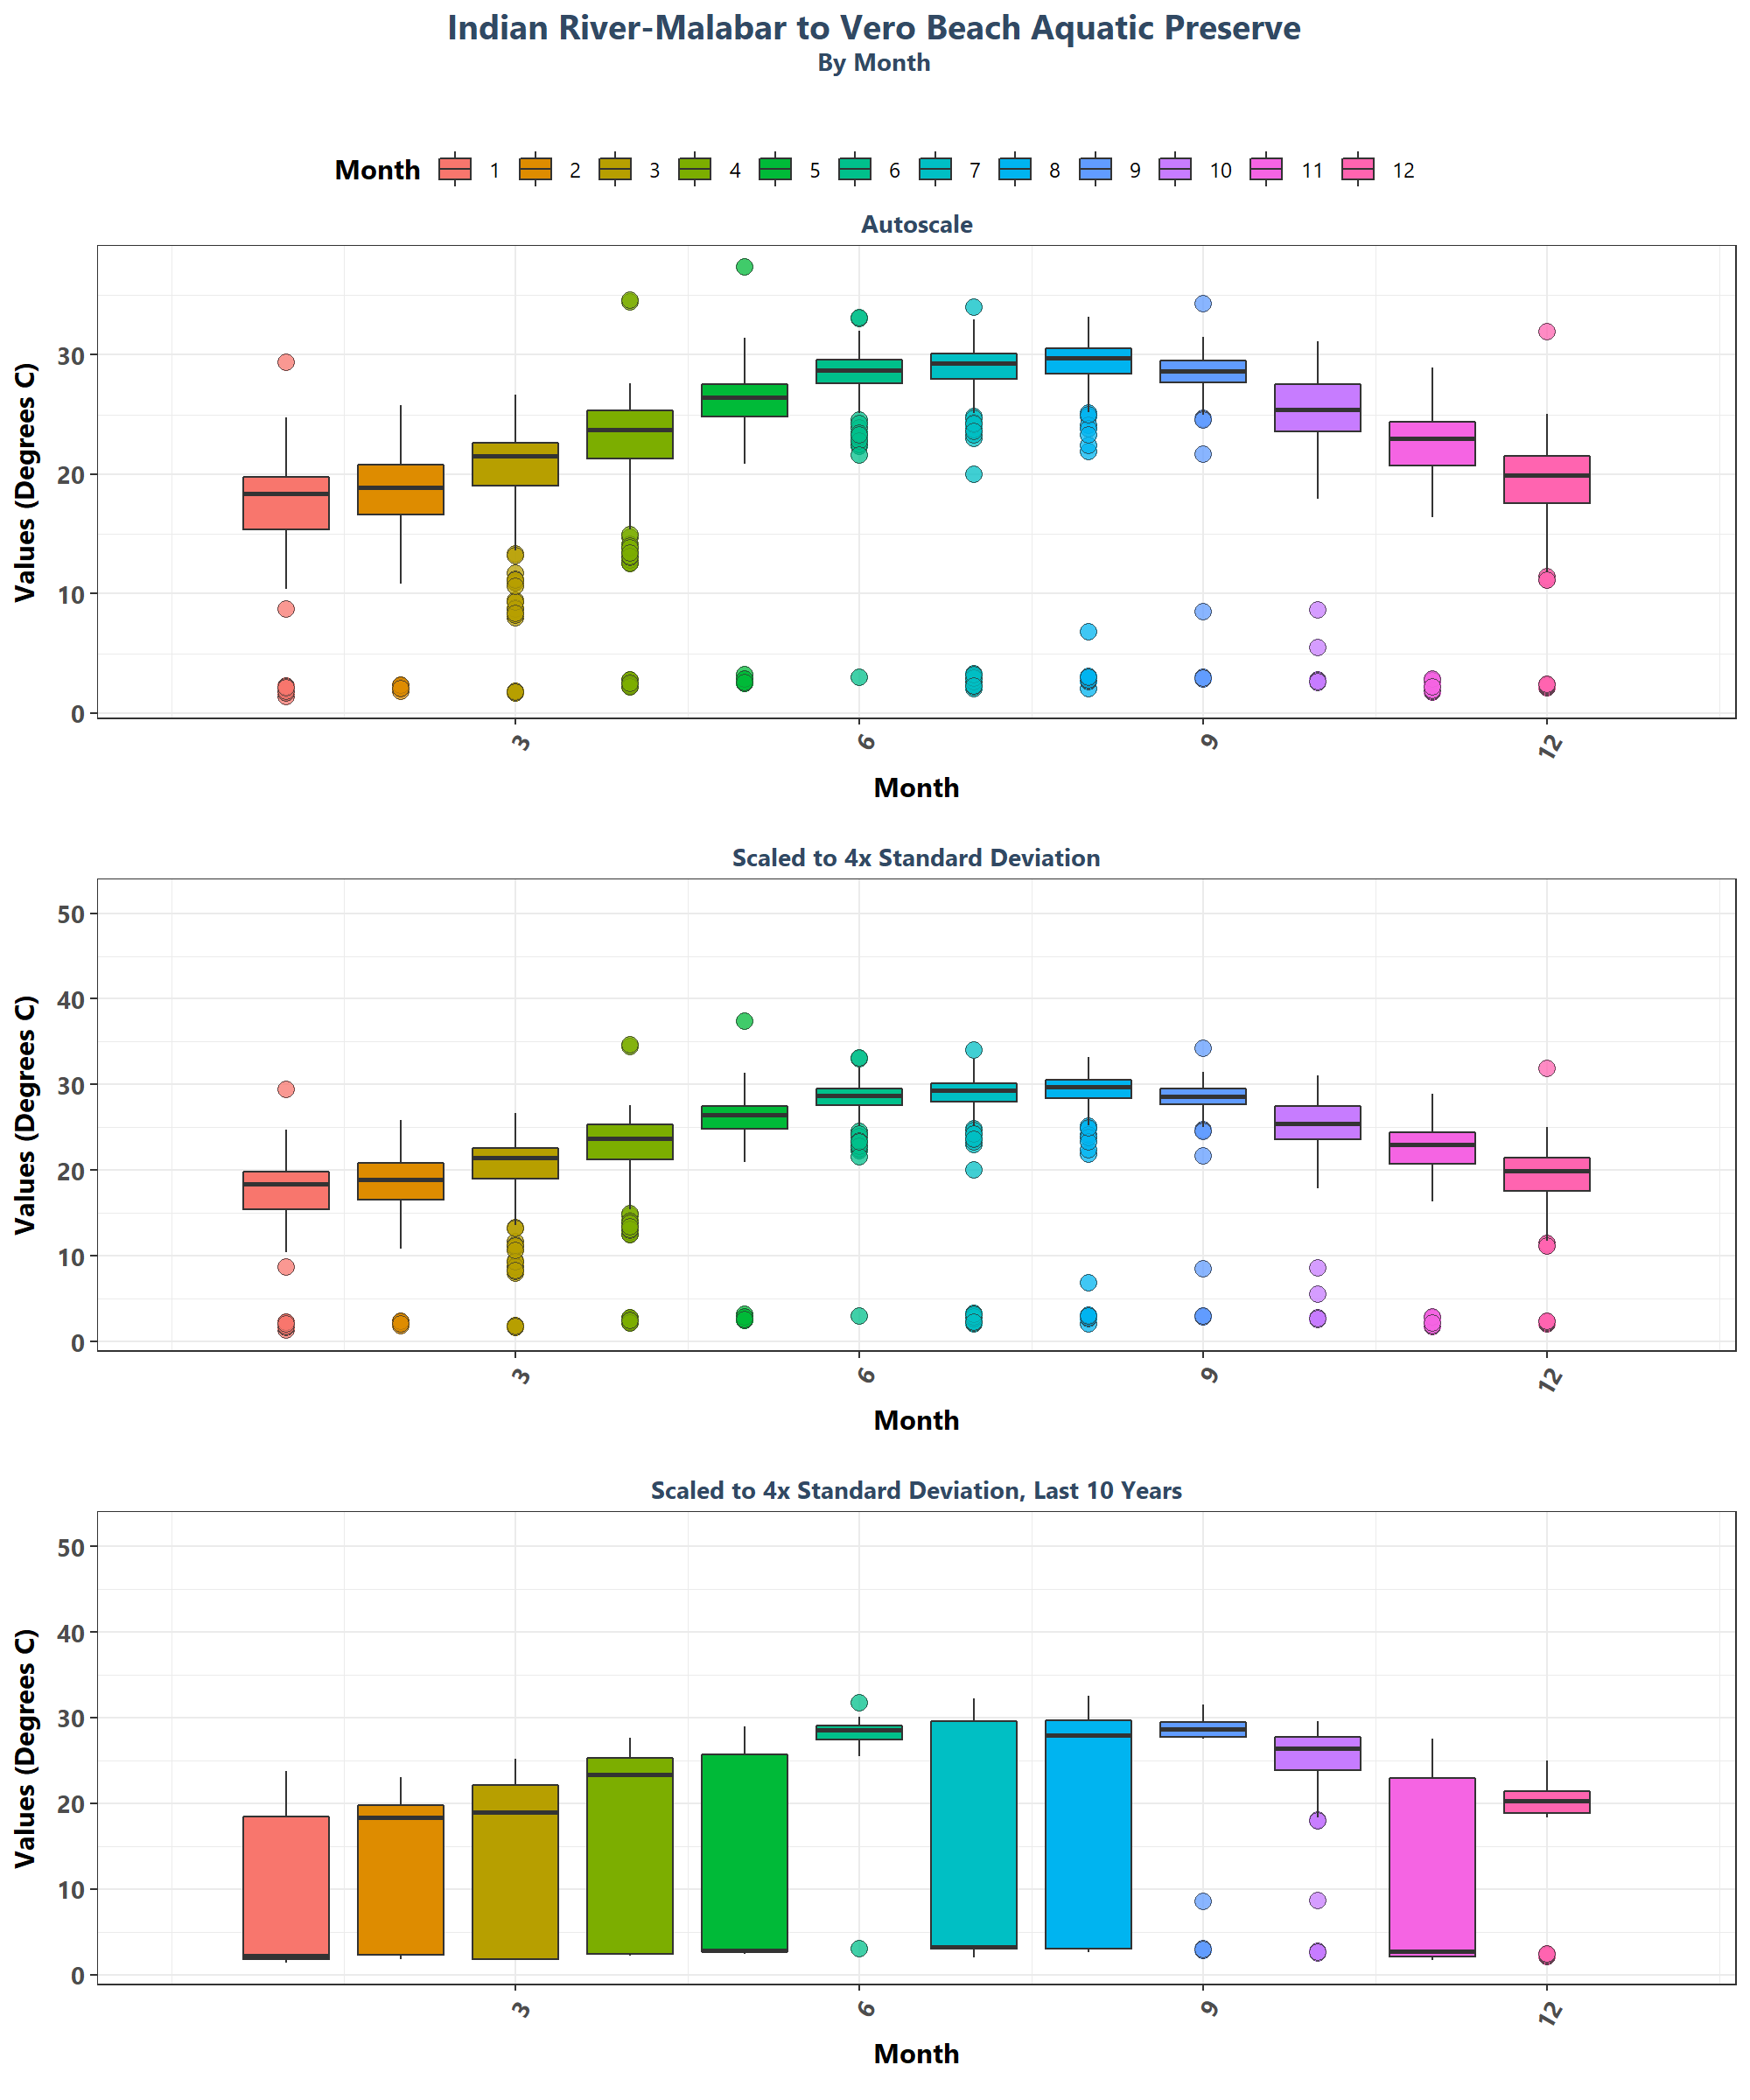 Indian River-Malabar to Vero Beach Aquatic Preserve
By Month
Month 1 2 3 4 5 6 7 8 9 10 11 12
Autoscale
Values (Degrees C)
30
20
10
0
3 6 9 12
Month
Scaled to 4x Standard Deviation
Values (Degrees C)
50
40
30
20
10
0
3 6 9 12
Month
Scaled to 4x Standard Deviation, Last 10 Years
Values (Degrees C)
50
40
30
20
10
0
3 6 9 12
Month